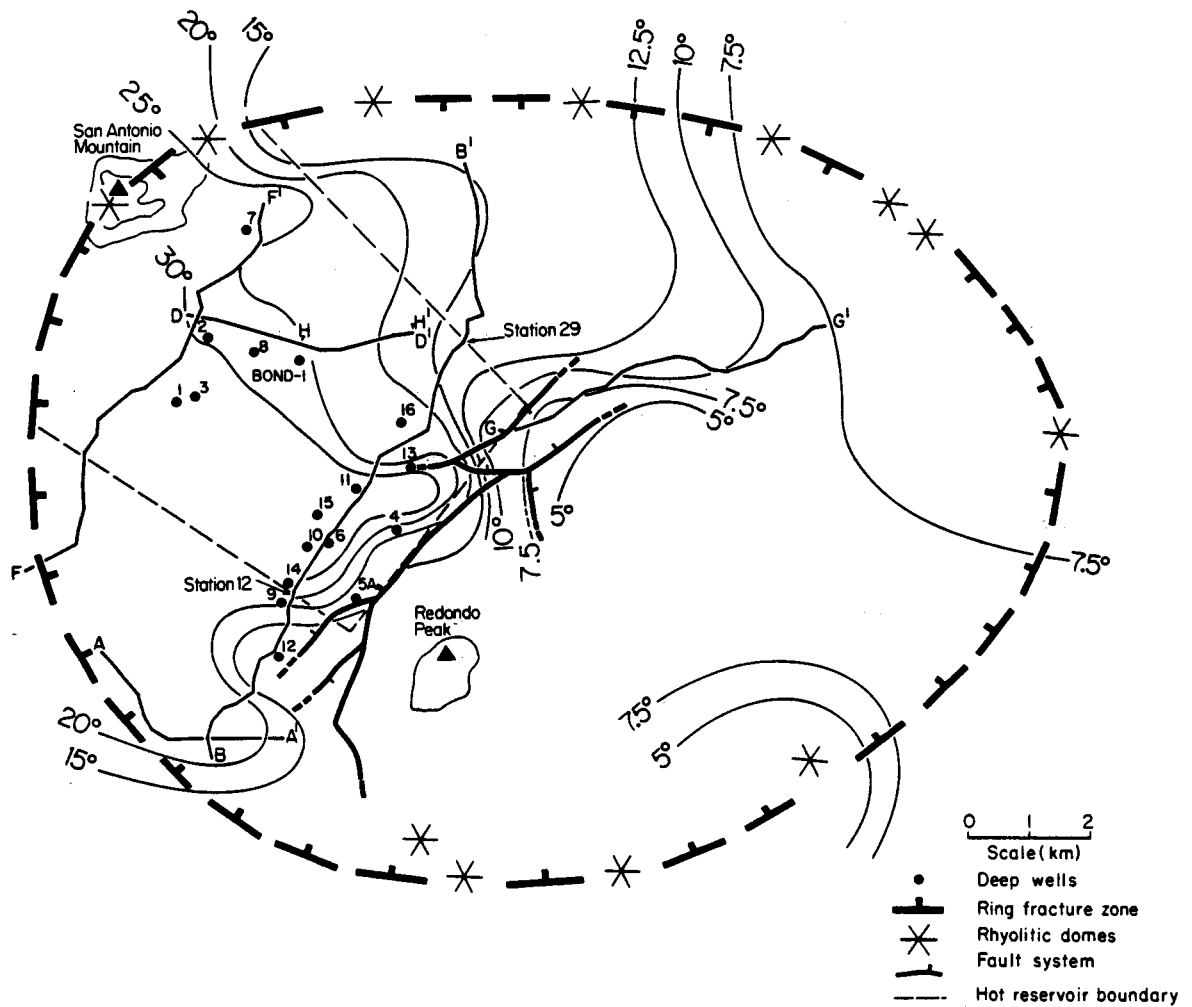 20°
15°
12.5°
10°
7.5°
25°
San Antonio
Mountain
B'
F'
7
30°
D
2
H
H'
D'
8
BOND-1
Station 29
G'
1
3
16
G
7.5°
5°
13
11
15
4
10
6
10°
7.5
5°
7.5°
F
14
Station 12
9
5A
Redondo
Peak
A
12
7.5°
5°
20°
15°
B
A'
0 1 2
Scale (km)
Deep wells
Ring fracture zone
Rhyolitic domes
Fault system
Hot reservoir boundary